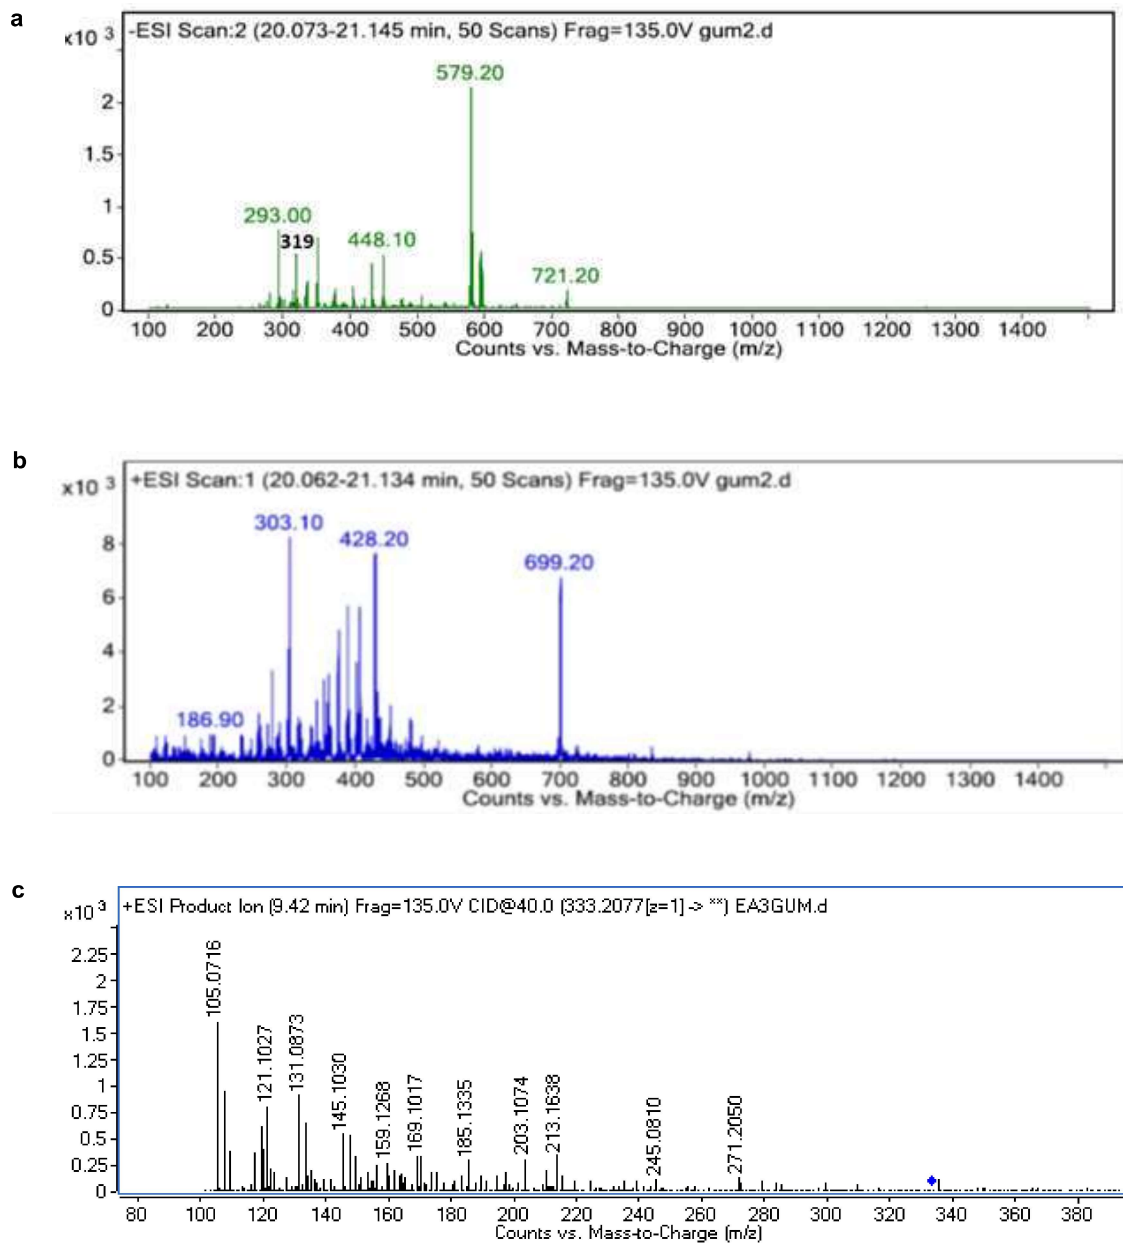 a
x10 3
-ESI Scan:2 (20.073-21.145 min, 50 Scans) Frag=135.0V gum2.d
579.20
2
1.5
1
293.00
319
448.10
0.5
721.20
0
100 200 300 400 500 600 700 800 900 1000 1100 1200 1300 1400
Counts vs. Mass-to-Charge (m/z)
b
x10 3
+ESI Scan:1 (20.062-21.134 min, 50 Scans) Frag=135.0V gum2.d
303.10
428.20
8
699.20
6
4
2
186.90
0
100 200 300 400 500 600 700 800 900 1000 1100 1200 1300 1400
Counts vs. Mass-to-Charge (m/z)
c
x10 3
+ESI Product Ion (9.42 min) Frag=135.0V CID@40.0 (333.2077[z=1] -> **) EA3GUM.d
2.25
2
1.75
1.5
1.25
1
0.75
0.5
0.25
0
105.0716
121.1027
131.0873
145.1030
159.1268
169.1017
185.1335
203.1074
213.1638
245.0810
271.2050
80 100 120 140 160 180 200 220 240 260 280 300 320 340 360 380
Counts vs. Mass-to-Charge (m/z)